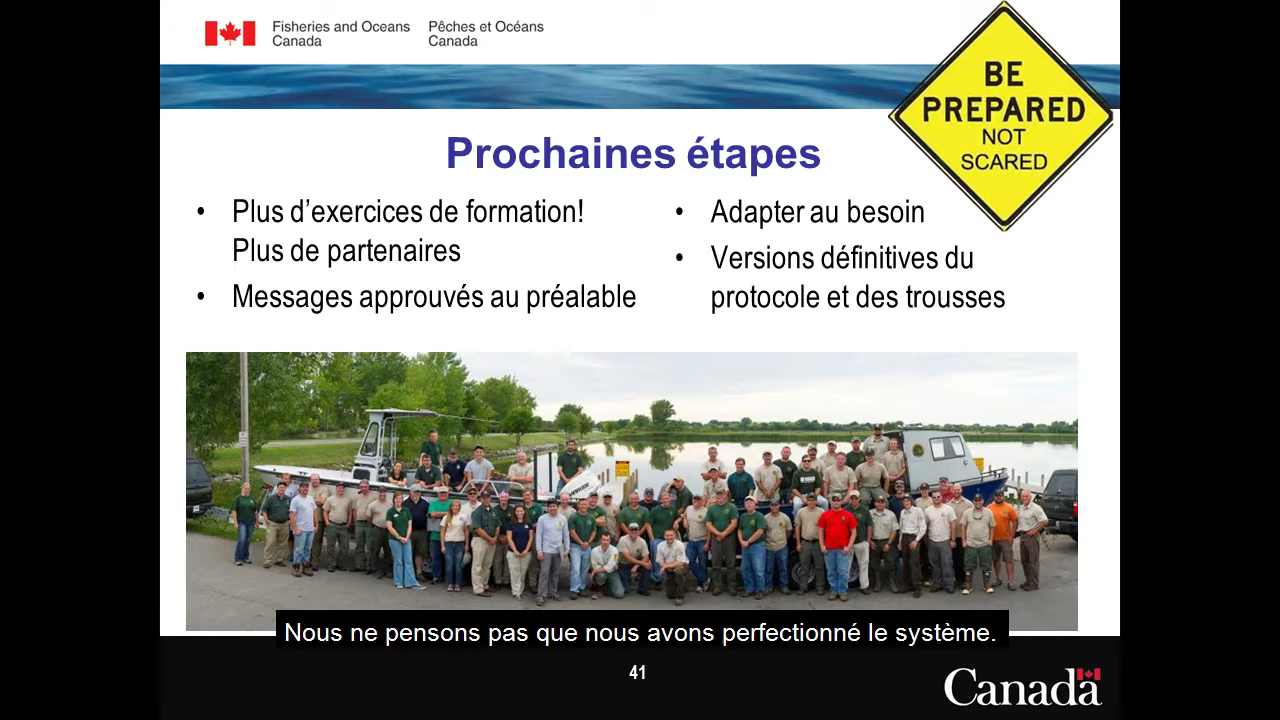 Fisheries and Oceans
Canada
Pêches et Océans
Canada
BE
PREPARED
NOT
SCARED
Prochaines étapes
• Plus d’exercices de formation!
Plus de partenaires
• Messages approuvés au préalable
• Adapter au besoin
• Versions définitives du
protocole et des trousses
Nous ne pensons pas que nous avons perfectionné le système.
41
Canada